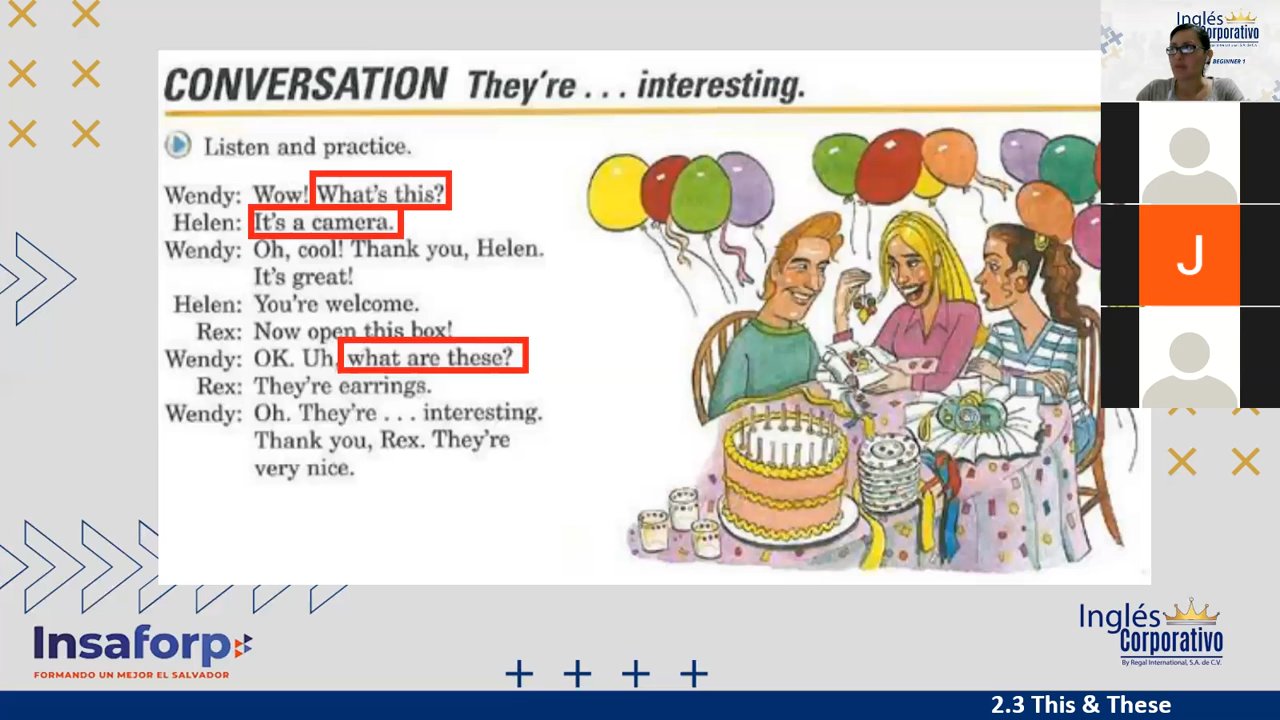 CONVERSATION They're . . . interesting.
Listen and practice.
Wendy: Wow! What's this?
Helen: It's a camera.
Wendy: Oh, cool! Thank you, Helen.
It's great!
Helen: You're welcome.
Rex: Now open this box!
Wendy: OK. Uh, what are these?
Rex: They're earrings.
Wendy: Oh. They're . . . interesting.
Thank you, Rex. They're
very nice.
Inglés
Corporativo
BEGINNER 1
J
Insaforp
FORMANDO UN MEJOR EL SALVADOR
Inglés
Corporativo
By Regal International, S.A. de C.V.
2.3 This & These